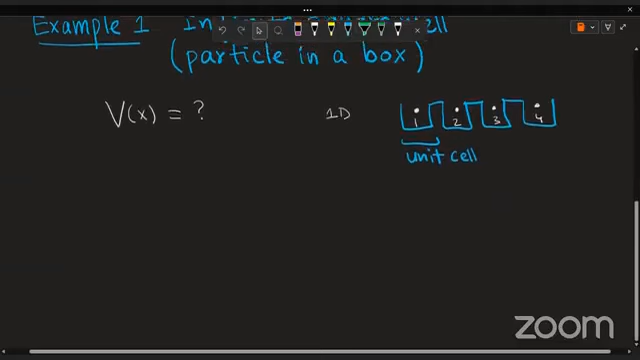 Example 1
(particle in a box)
V(x) = ?
1D
1 2 3 4
unit cell
zoom